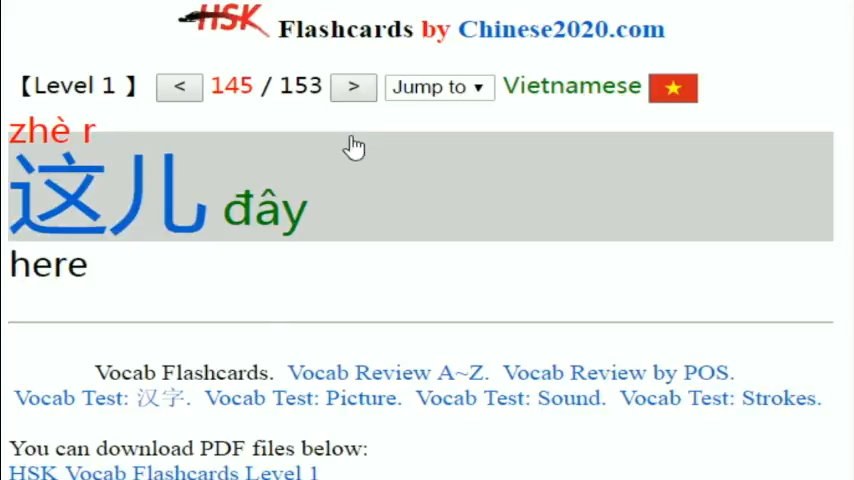 HSK Flashcards by Chinese2020.com
【Level 1 】 < 145 / 153 > Jump to ▼ Vietnamese
zhè r
这儿 đây
here
Vocab Flashcards. Vocab Review A~Z. Vocab Review by POS.
Vocab Test: 汉字. Vocab Test: Picture. Vocab Test: Sound. Vocab Test: Strokes.
You can download PDF files below:
HSK Vocab Flashcards Level 1